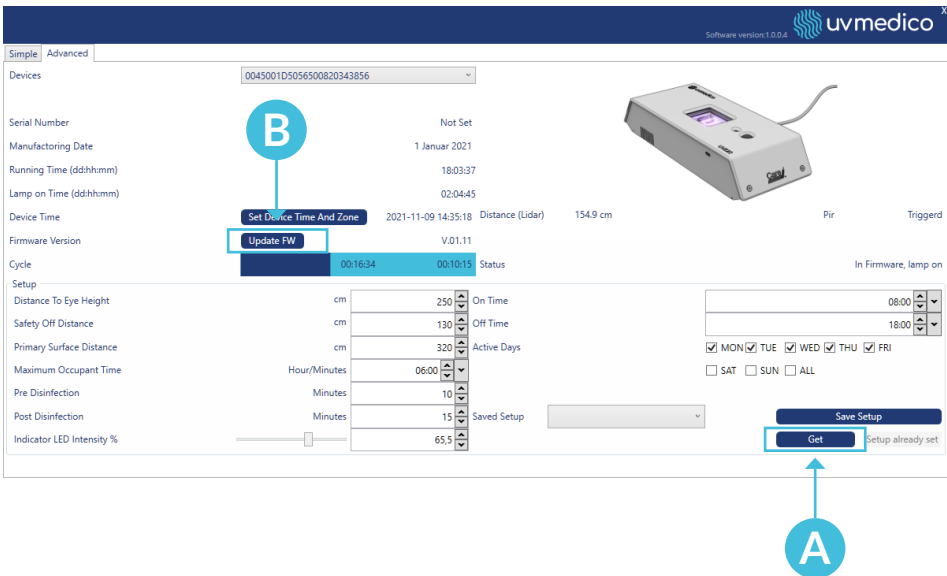 X
Software version:1.0.0.4 uvmedico
Simple Advanced
Devices 0045001D5056500820343856
B
Serial Number Not Set
Manufactoring Date 1 Januar 2021
Running Time (dd:hh:mm) 18:03:37
Lamp on Time (dd:hh:mm) 02:04:45
Device Time Set Device Time And Zone 2021-11-09 14:35:18 Distance (Lidar) 154.9 cm Pir Triggerd
Firmware Version Update FW V.01.11
Cycle 00:16:34 00:10:15 Status In Firmware, lamp on
Setup
Distance To Eye Height cm 250 On Time 08:00
Safety Off Distance cm 130 Off Time 18:00
Primary Surface Distance cm 320 Active Days MON TUE WED THU FRI
Maximum Occupant Time Hour/Minutes 06:00 SAT SUN ALL
Pre Disinfection Minutes 10
Post Disinfection Minutes 15 Saved Setup Save Setup
Indicator LED Intensity % 65,5 Get Setup already set
A